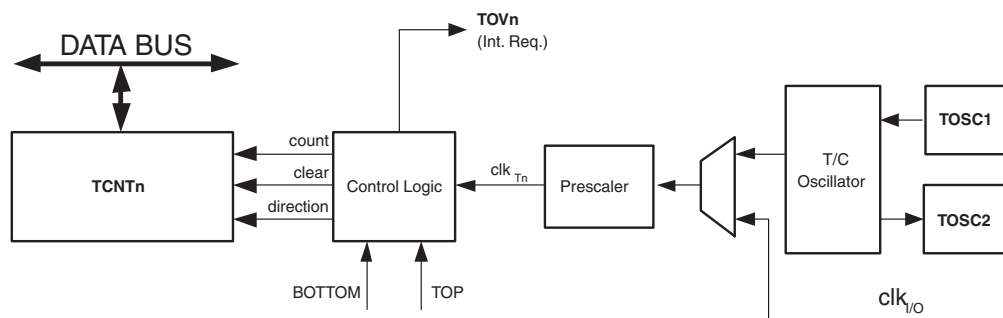 TOVn
(Int. Req.)
DATA BUS
TOSC1
count
TCNTn
clear
Control Logic
clk Tn
Prescaler
T/C
Oscillator
direction
TOSC2
BOTTOM
TOP
clk I/O